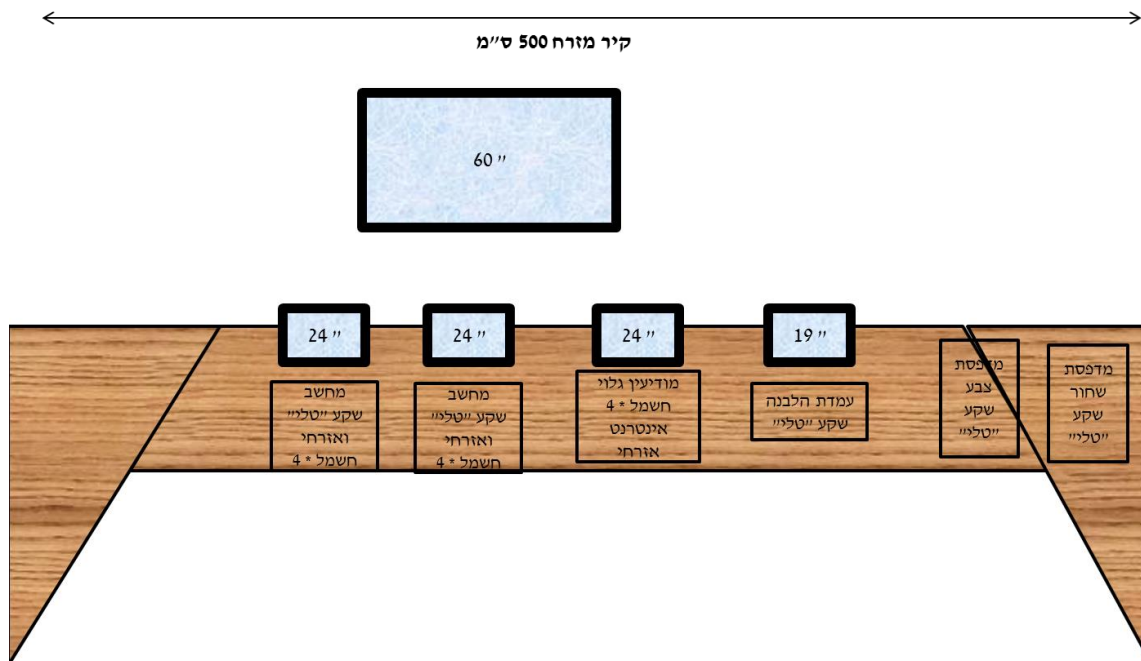 קיר מזרח 500 ס״מ
60 ״
24 ״
24 ״
24 ״
19 ״
מחשב
שקע ״טלי״
ואזרחי
חשמל * 4
מחשב
שקע ״טלי״
ואזרחי
חשמל * 4
מודיעין גלוי
חשמל * 4
אינטרנט
אזרחי
עמדת הלבנה
שקע ״טלי״
מדפסת
צבע
שקע
״טלי״
מדפסת
שחור
שקע
״טלי״